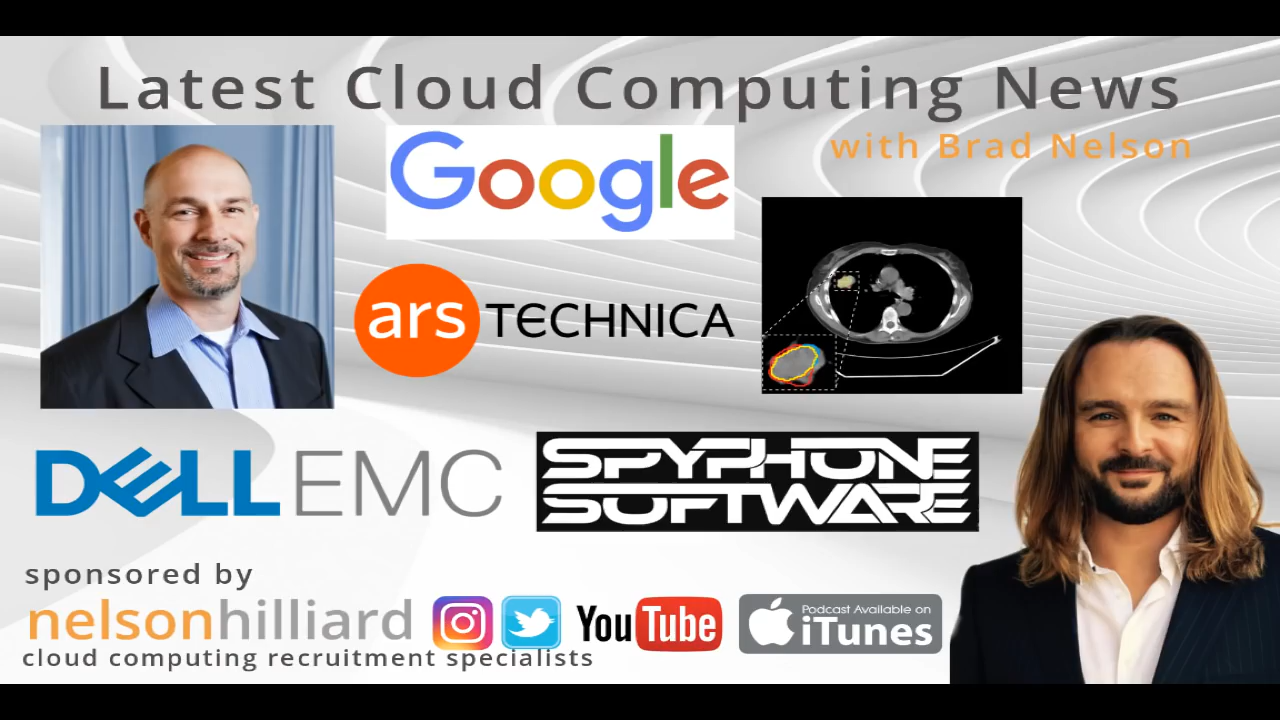 Latest Cloud Computing News
with Brad Nelson
Google
ars TECHNICA
DELL EMC
SPYPHONE
SOFTWARE
sponsored by
nelsonhilliard
YouTube
Podcast Available on
iTunes
cloud computing recruitment specialists